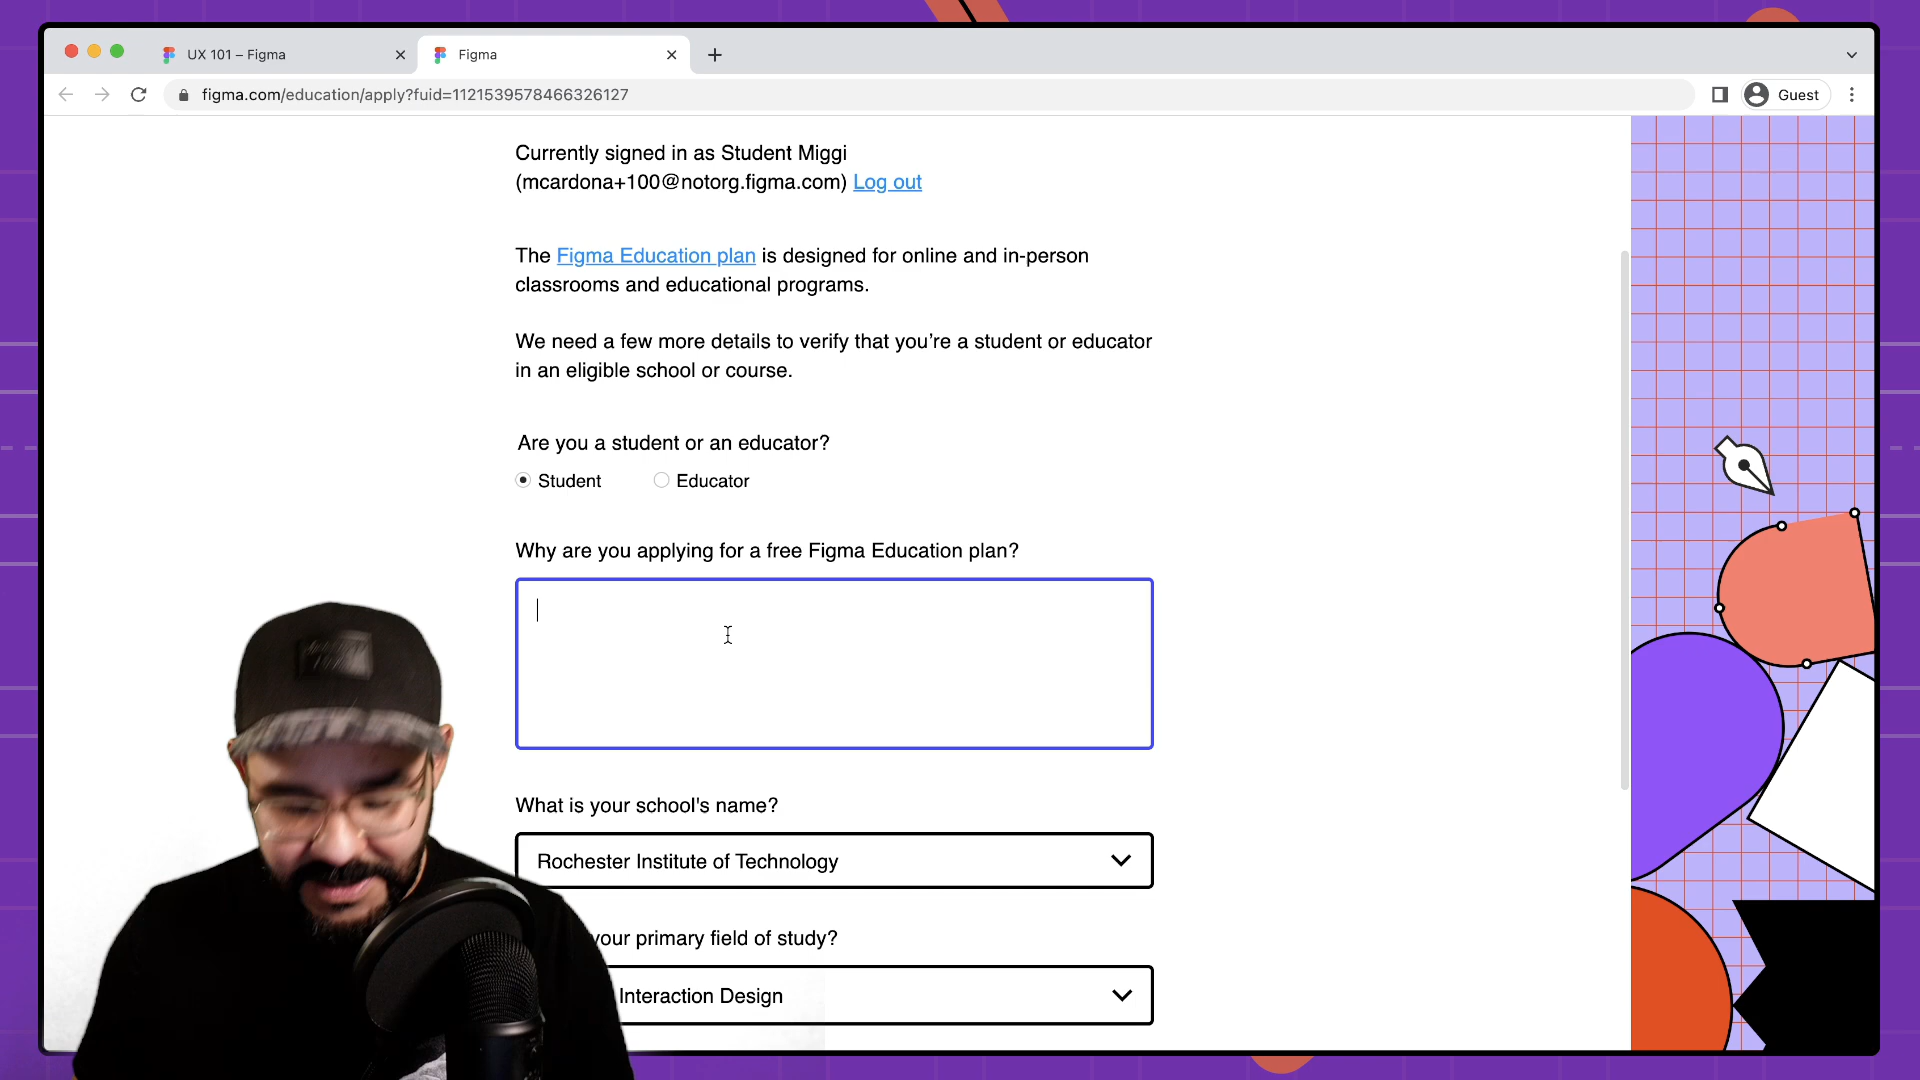 UX 101 – Figma
Figma
figma.com/education/apply?fuid=1121539578466326127
Guest
Currently signed in as Student Miggi
(mcardona+100@notorg.figma.com) Log out
The Figma Education plan is designed for online and in-person
classrooms and educational programs.
We need a few more details to verify that you’re a student or educator
in an eligible school or course.
Are you a student or an educator?
Student
Educator
Why are you applying for a free Figma Education plan?
What is your school's name?
Rochester Institute of Technology
your primary field of study?
Interaction Design